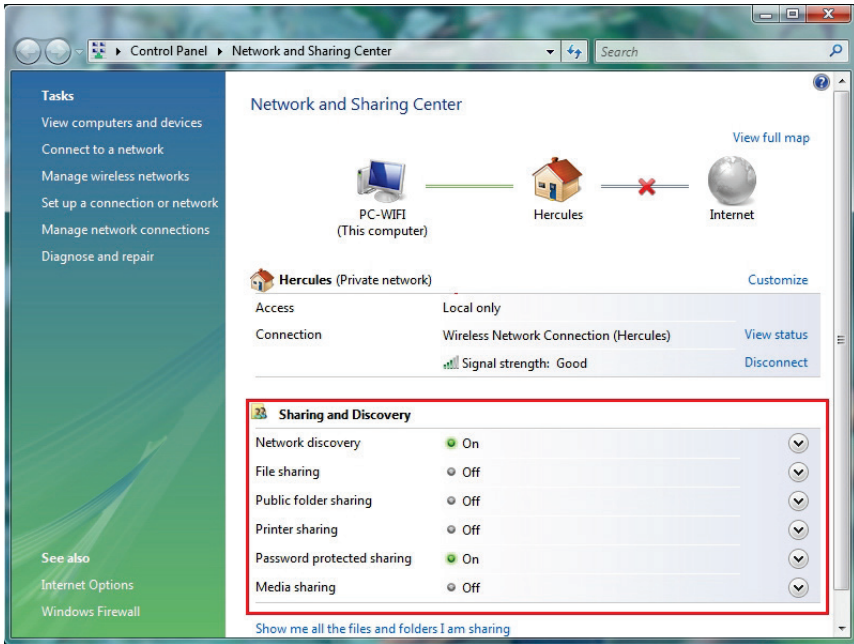 Control Panel Network and Sharing Center Search
Tasks
View computers and devices
Connect to a network
Manage wireless networks
Set up a connection or network
Manage network connections
Diagnose and repair
See also
Internet Options
Windows Firewall
Network and Sharing Center
View full map
PC-WIFI
(This computer)
Hercules
Internet
Hercules (Private network) Customize
Access Local only
Connection Wireless Network Connection (Hercules) View status
Signal strength: Good Disconnect
Sharing and Discovery
Network discovery On
File sharing Off
Public folder sharing Off
Printer sharing Off
Password protected sharing On
Media sharing Off
Show me all the files and folders I am sharing